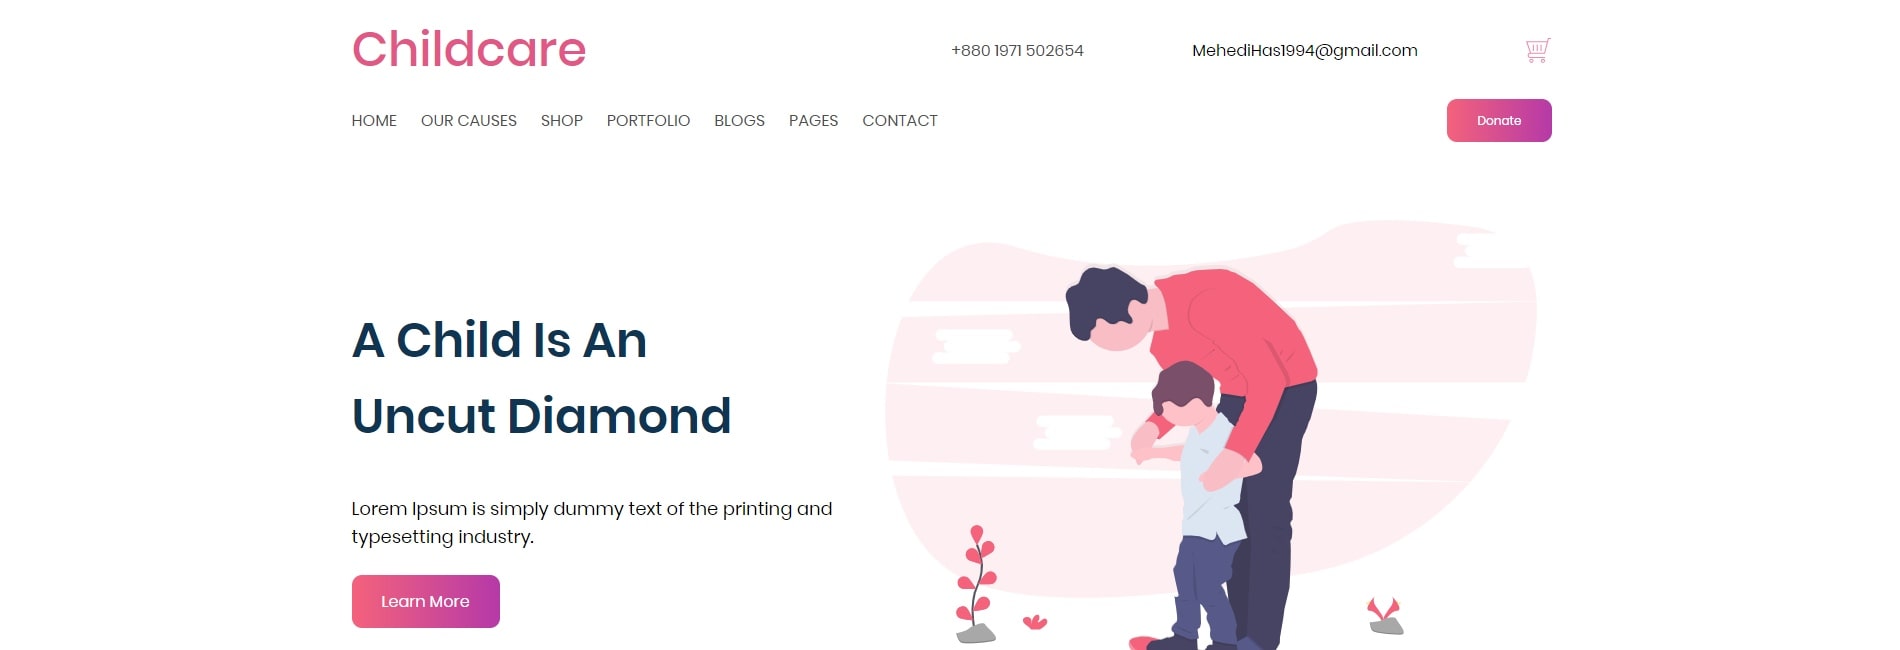 Childcare
+880 1971 502654
MehediHas1994@gmail.com
HOME OUR CAUSES SHOP PORTFOLIO BLOGS PAGES CONTACT
Donate
A Child Is An
Uncut Diamond
Lorem Ipsum is simply dummy text of the printing and
typesetting industry.
Learn More